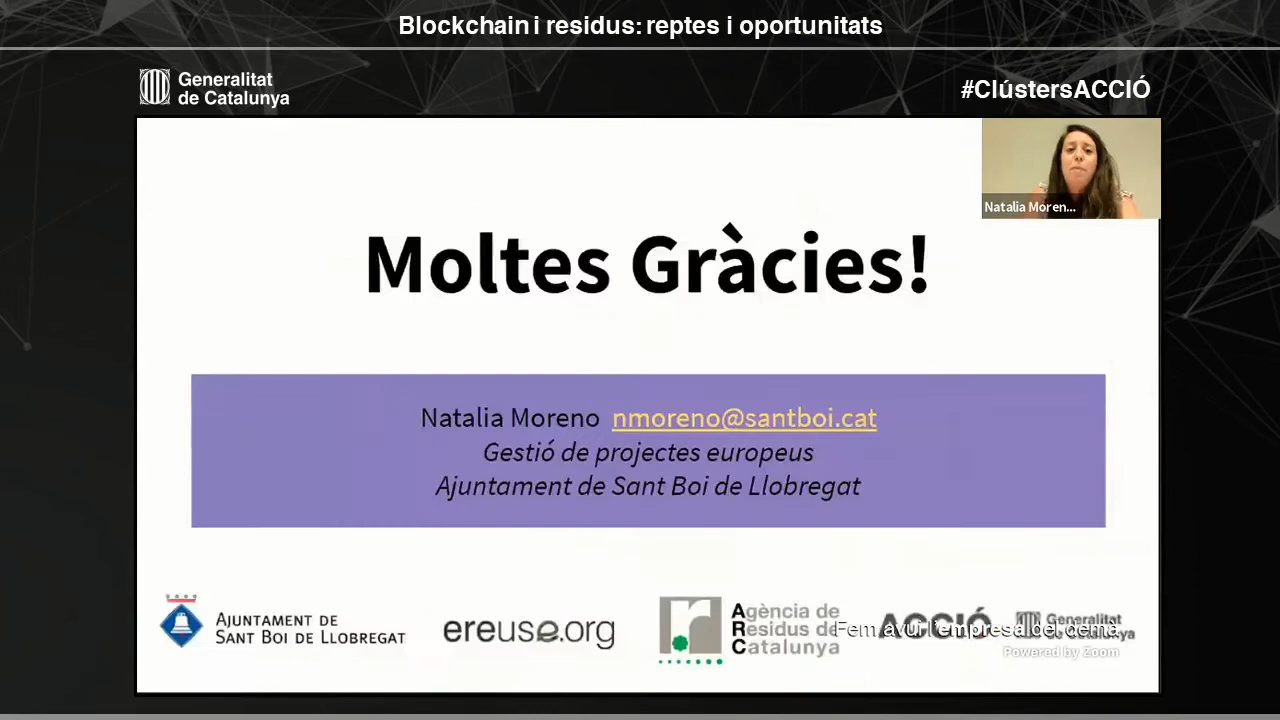 Blockchain i residus: reptes i oportunitats
Generalitat
de Catalunya
#ClústersACCIÓ
Natalia Moren...
Moltes Gràcies!
Natalia Moreno nmoreno@santboi.cat
Gestió de projectes europeus
Ajuntament de Sant Boi de Llobregat
AJUNTAMENT DE
SANT BOI DE LLOBREGAT
ereuse.org
Agència de
Residus de
Catalunya
ACCIÓ
Generalitat
de Catalunya
Fem avui l'empresa del demà
Powered by Zoom